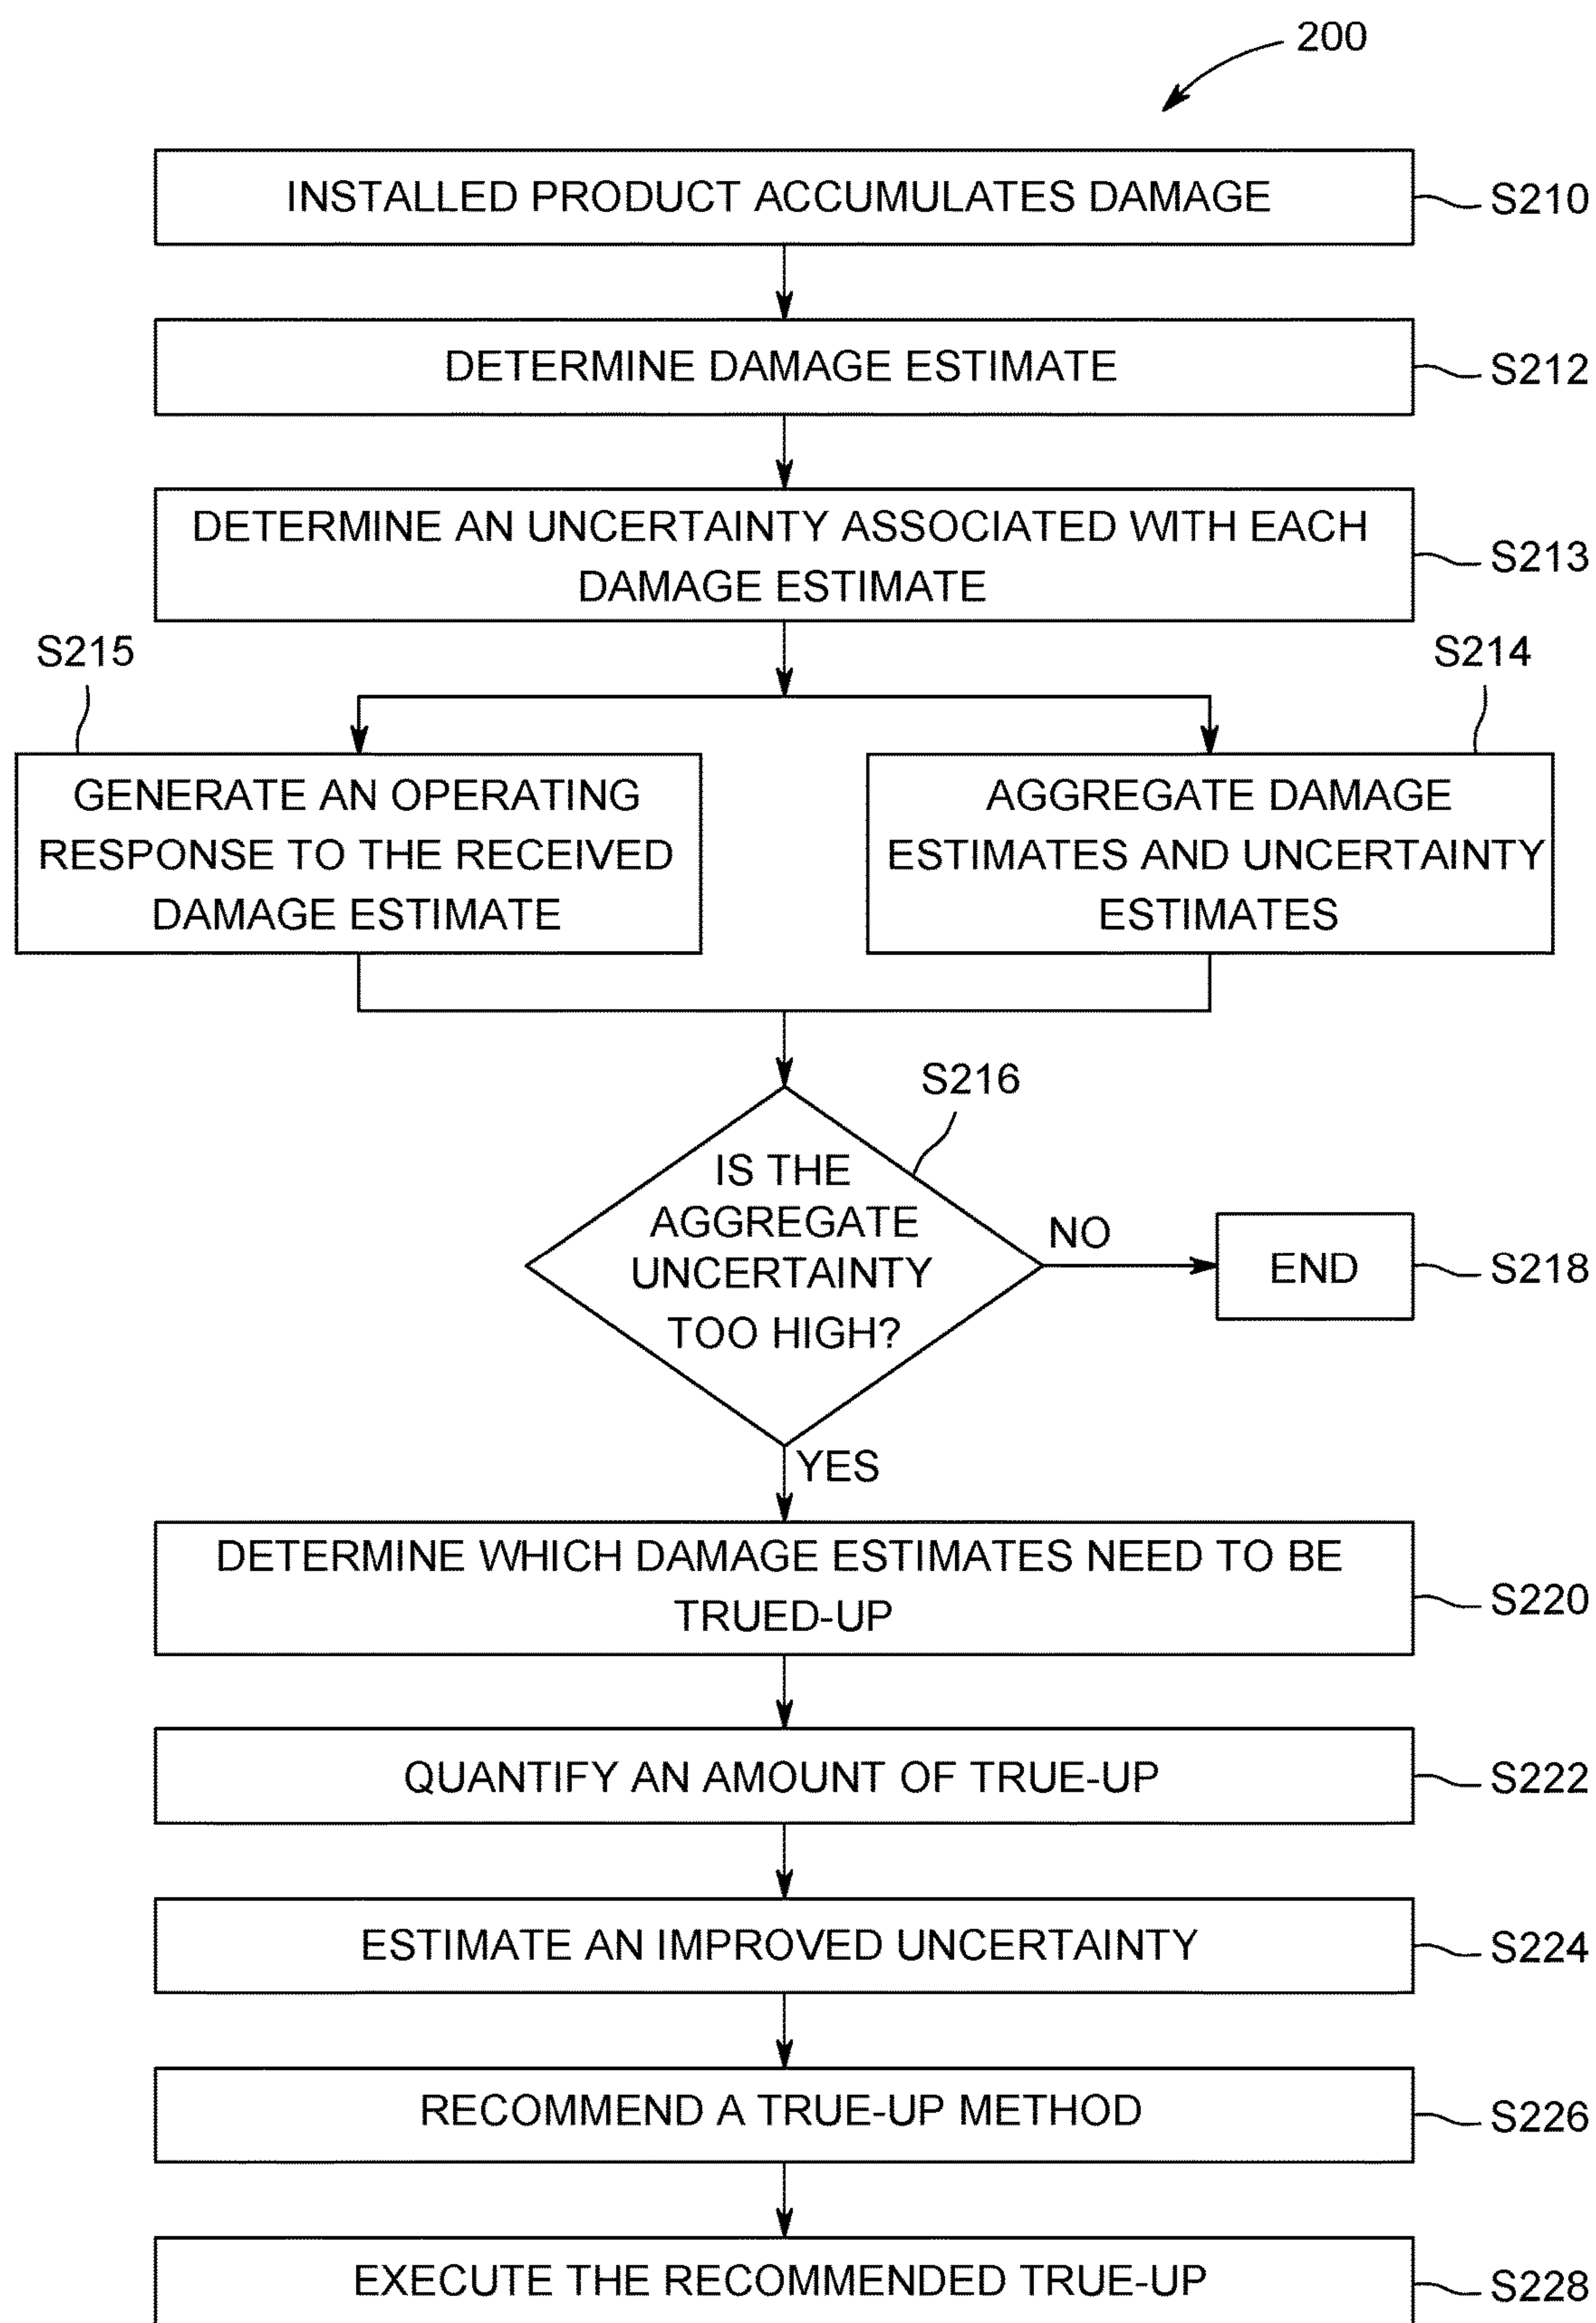 200
INSTALLED PRODUCT ACCUMULATES DAMAGE
S210
DETERMINE DAMAGE ESTIMATE
S212
DETERMINE AN UNCERTAINTY ASSOCIATED WITH EACH
DAMAGE ESTIMATE
S213
S215
GENERATE AN OPERATING
RESPONSE TO THE RECEIVED
DAMAGE ESTIMATE
S214
AGGREGATE DAMAGE
ESTIMATES AND UNCERTAINTY
ESTIMATES
S216
IS THE
AGGREGATE
UNCERTAINTY
TOO HIGH?
NO
END
S218
YES
DETERMINE WHICH DAMAGE ESTIMATES NEED TO BE
TRUED-UP
S220
QUANTIFY AN AMOUNT OF TRUE-UP
S222
ESTIMATE AN IMPROVED UNCERTAINTY
S224
RECOMMEND A TRUE-UP METHOD
S226
EXECUTE THE RECOMMENDED TRUE-UP
S228